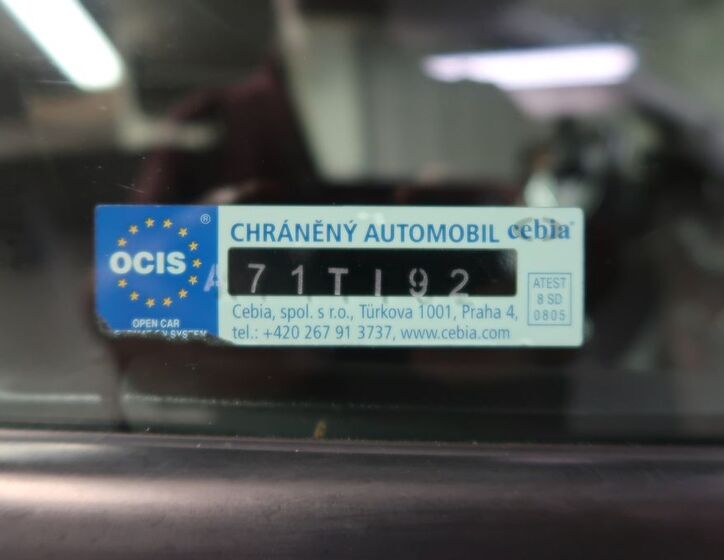 OCIS ®
OPEN CAR
CHRÁNĚNÝ AUTOMOBIL cebia®
A71TI92
ATEST
8 SD
0805
Cebia, spol. s r.o., Türkova 1001, Praha 4,
tel.: +420 267 91 3737, www.cebia.com